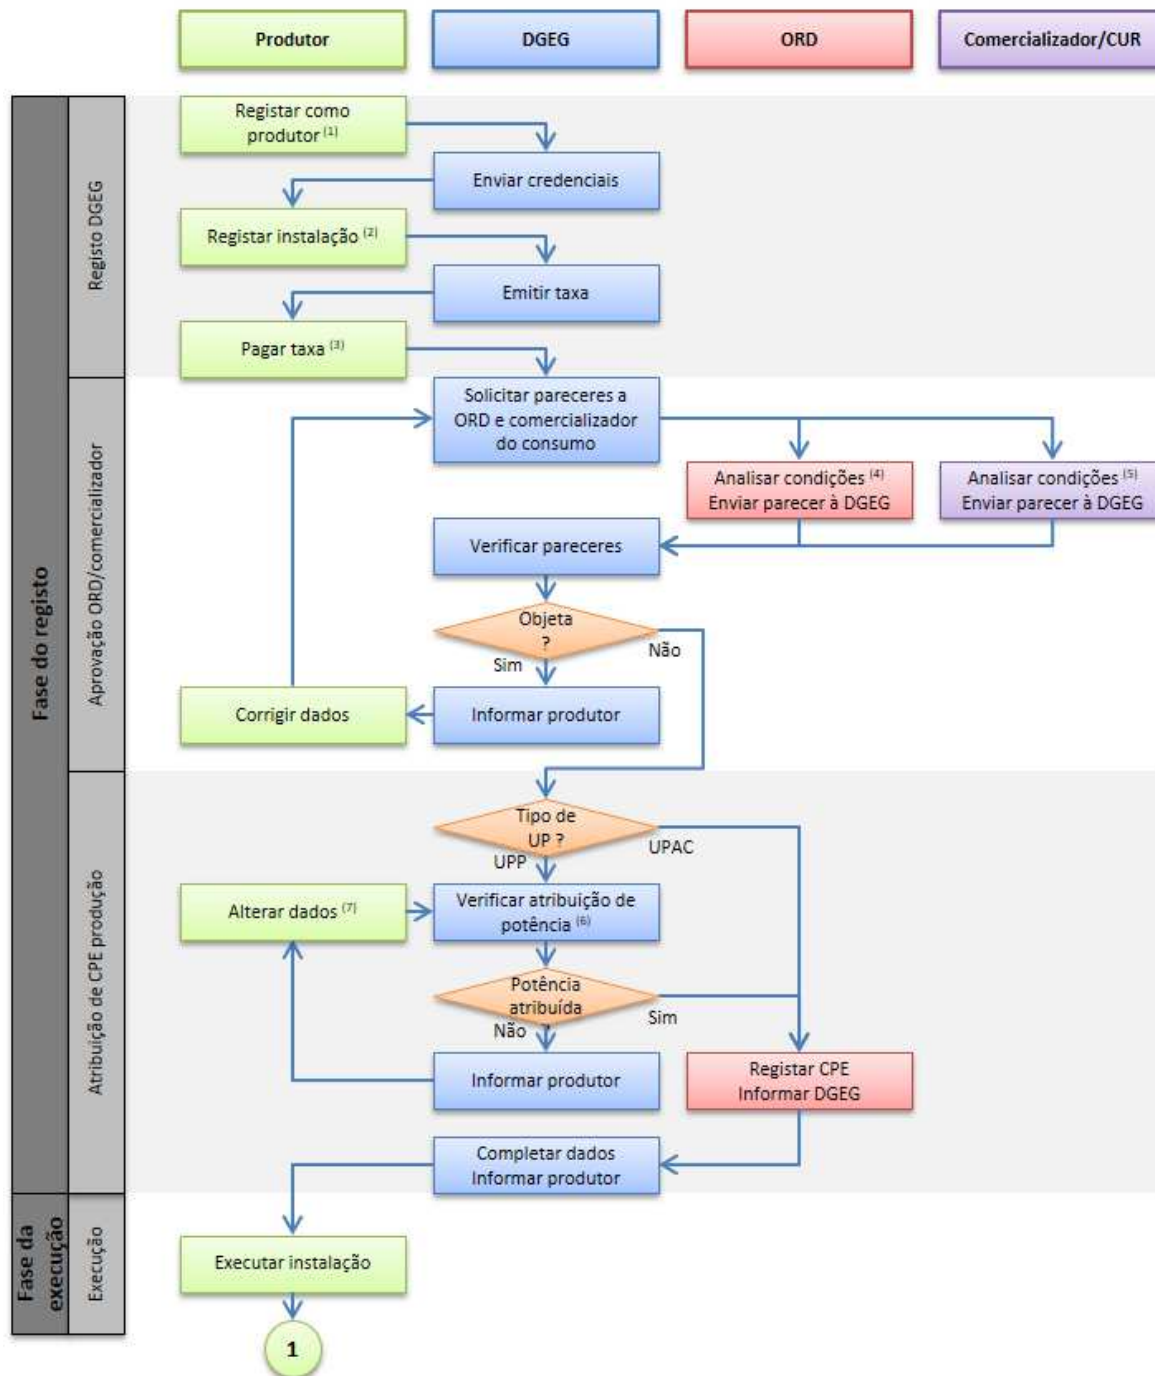 Produtor
DGEG
ORD
Comercializador/CUR
Fase do registo
Registo DGEG
Registar como
produtor (1)
Enviar credenciais
Registar instalação (2)
Emitir taxa
Pagar taxa (3)
Aprovação ORD/comercializador
Solicitar pareceres a
ORD e comercializador
do consumo
Analisar condições (4)
Enviar parecer à DGEG
Analisar condições (5)
Enviar parecer à DGEG
Verificar pareceres
Objeta
?
Não
Sim
Corrigir dados
Informar produtor
Atribuição de CPE produção
Tipo de
UP ?
UPAC
UPP
Alterar dados (7)
Verificar atribuição de
potência (6)
Potência
atribuída
Não
Sim
Informar produtor
Registar CPE
Informar DGEG
Completar dados
Informar produtor
Fase da
execução
Execução
Executar instalação
1